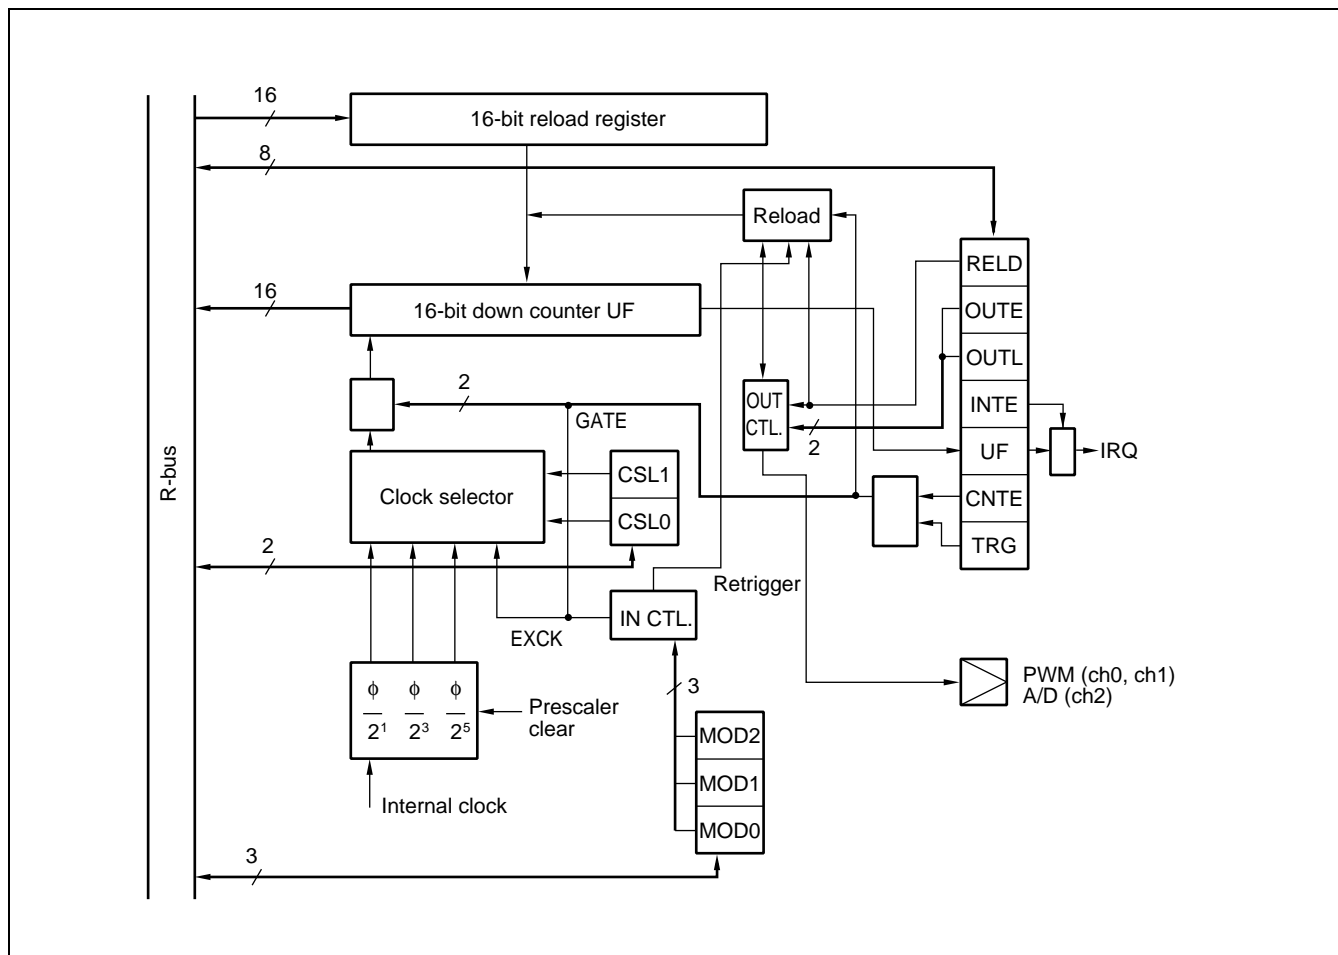 16
16-bit reload register
8
Reload
RELD
16
16-bit down counter UF
OUTE
OUTL
2
GATE
OUT
CTL.
2
INTE
UF
IRQ
R-bus
Clock selector
CSL1
CSL0
CNTE
TRG
2
Retrigger
IN CTL.
EXCK
PWM (ch0, ch1)
A/D (ch2)
3
ϕ ϕ ϕ
2¹ 2³ 2⁵
Prescaler
clear
MOD2
MOD1
MOD0
Internal clock
3